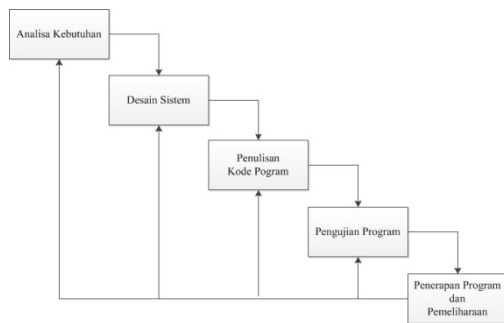 Analisa Kebutuhan
Desain Sistem
Penulisan
Kode Pogram
Pengujian Program
Penerapan Program
dan
Pemeliharaan